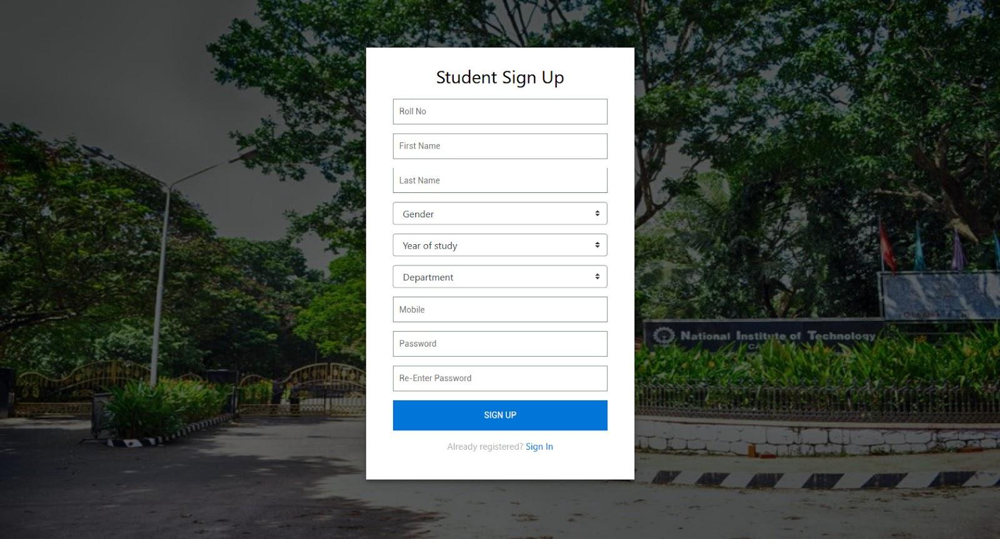 Student Sign Up
Roll No
First Name
Last Name
Gender
Year of study
Department
Mobile
Password
Re-Enter Password
SIGN UP
Already registered? Sign In
National Institute of Technology